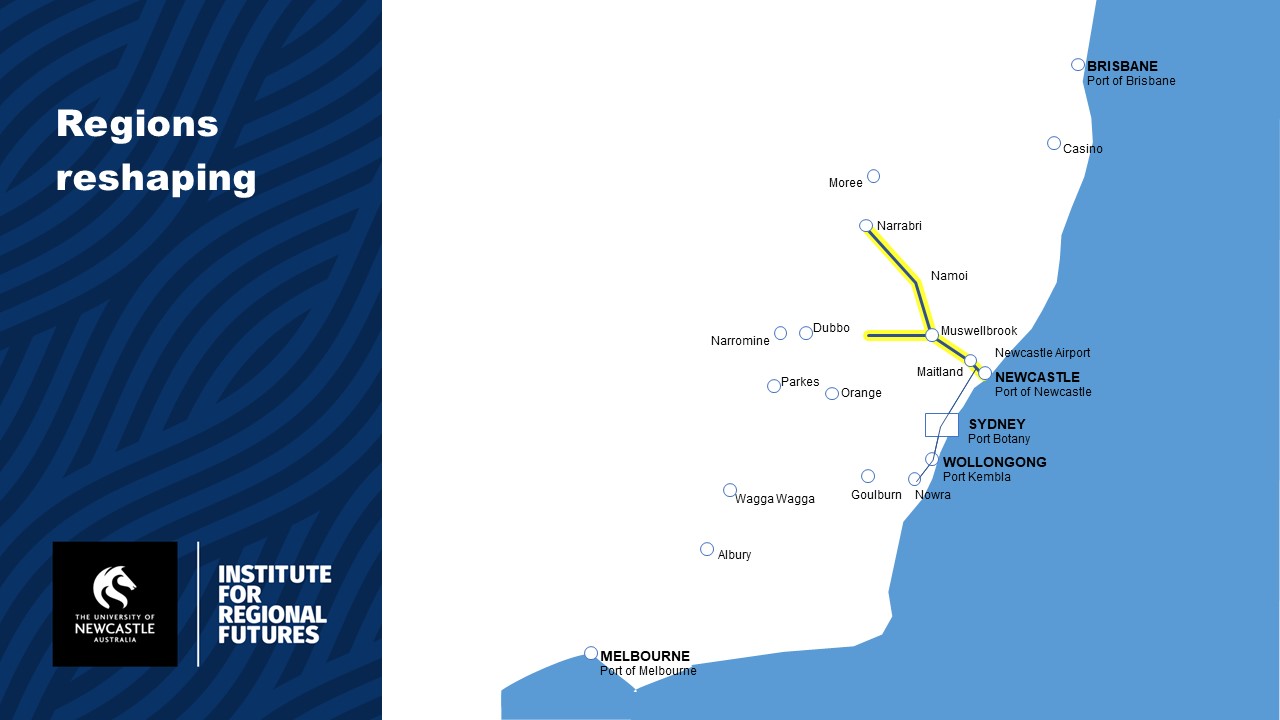 Regions
reshaping
THE UNIVERSITY OF
NEWCASTLE
AUSTRALIA
INSTITUTE
FOR
REGIONAL
FUTURES
BRISBANE
Port of Brisbane
Casino
Moree
Narrabri
Namoi
Dubbo
Muswellbrook
Narromine
Newcastle Airport
Maitland
NEWCASTLE
Port of Newcastle
Parkes
Orange
SYDNEY
Port Botany
WOLLONGONG
Port Kembla
Goulburn
Nowra
Wagga Wagga
Albury
MELBOURNE
Port of Melbourne